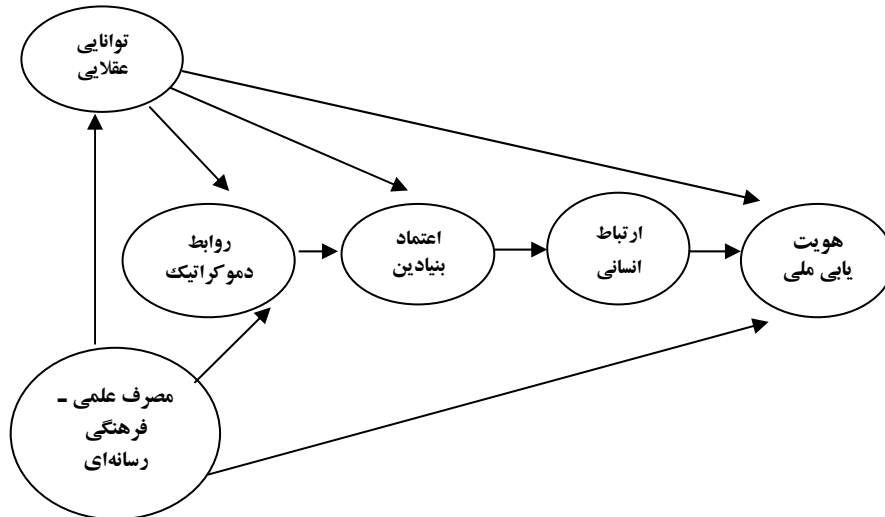 توانایی
عقلایی
روابط
دموکراتیک
اعتماد
بنیادین
ارتباط
انسانی
هویت
یابی ملی
مصرف علمی ـ
فرهنگی
رسانه‌ای